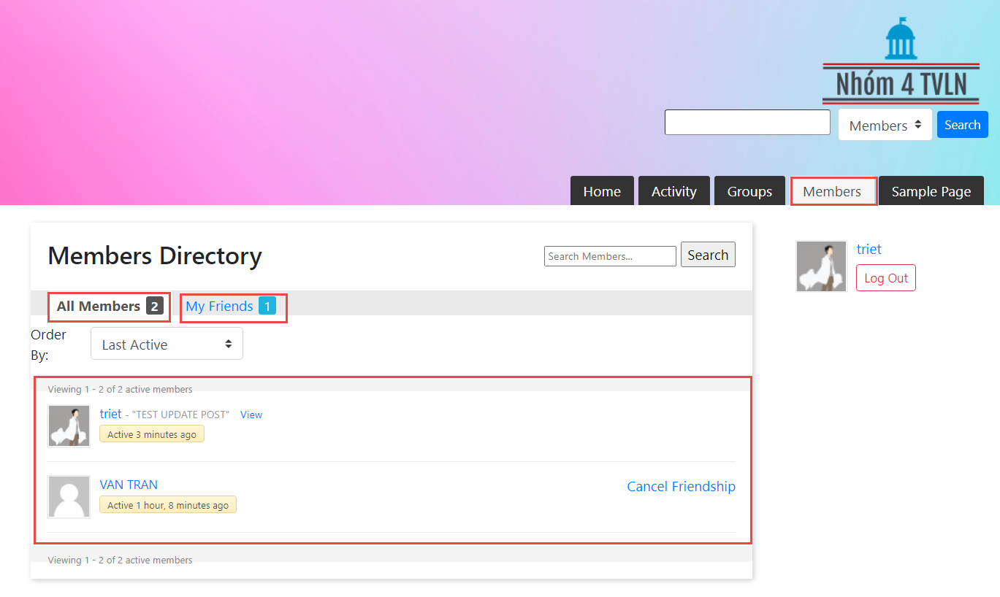 Nhóm 4 TVLN
Members Search
Home Activity Groups Members Sample Page
Members Directory
Search Members...
Search
triet
Log Out
All Members 2 My Friends 1
Order By:
Last Active
Viewing 1 - 2 of 2 active members
triet - "TEST UPDATE POST" View
Active 3 minutes ago
VAN TRAN
Cancel Friendship
Active 1 hour, 8 minutes ago
Viewing 1 - 2 of 2 active members